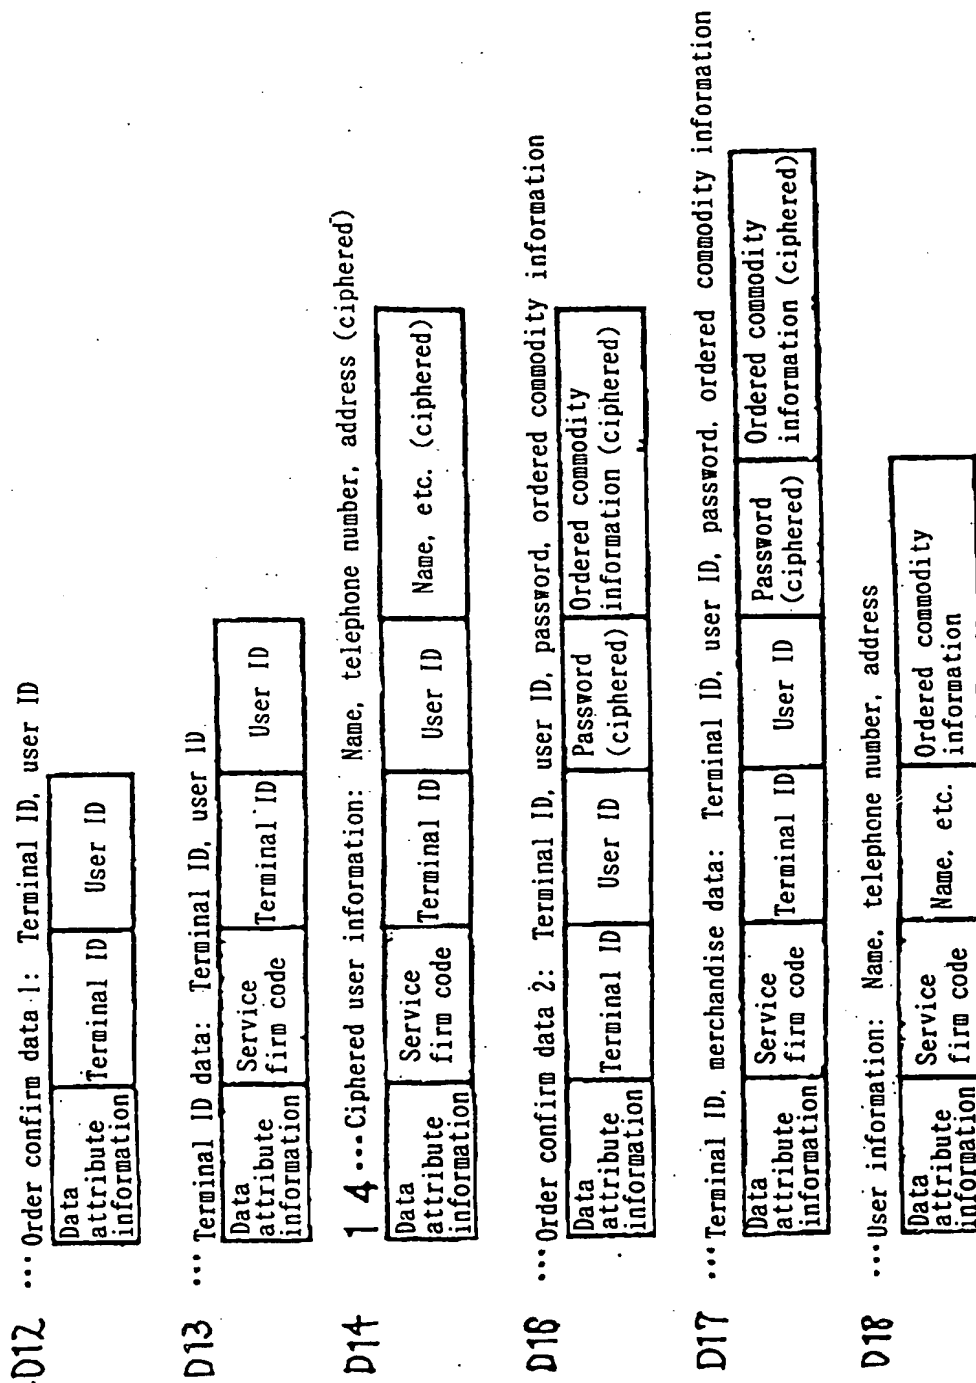 D12 ••• Order confirm data 1: Terminal ID, user ID
Data
attribute
information
Terminal ID
User ID
D13 ••• Terminal ID data: Terminal ID, user ID
Data
attribute
information
Service
firm code
Terminal ID
User ID
D14 14 •••Ciphered user information: Name, telephone number, address (ciphered)
Data
attribute
information
Service
firm code
Terminal ID
User ID
Name, etc. (ciphered)
D16 ••• Order confirm data 2: Terminal ID, user ID, password, ordered commodity information
Data
attribute
information
Terminal ID
User ID
Password
(ciphered)
Ordered commodity
information (ciphered)
D17 ••• Terminal ID, merchandise data: Terminal ID, user ID, password, ordered commodity information
Data
attribute
information
Service
firm code
Terminal ID
User ID
Password
(ciphered)
Ordered commodity
information (ciphered)
D18 •••User information: Name, telephone number, address
Data
attribute
information
Service
firm code
Name, etc.
Ordered commodity
information